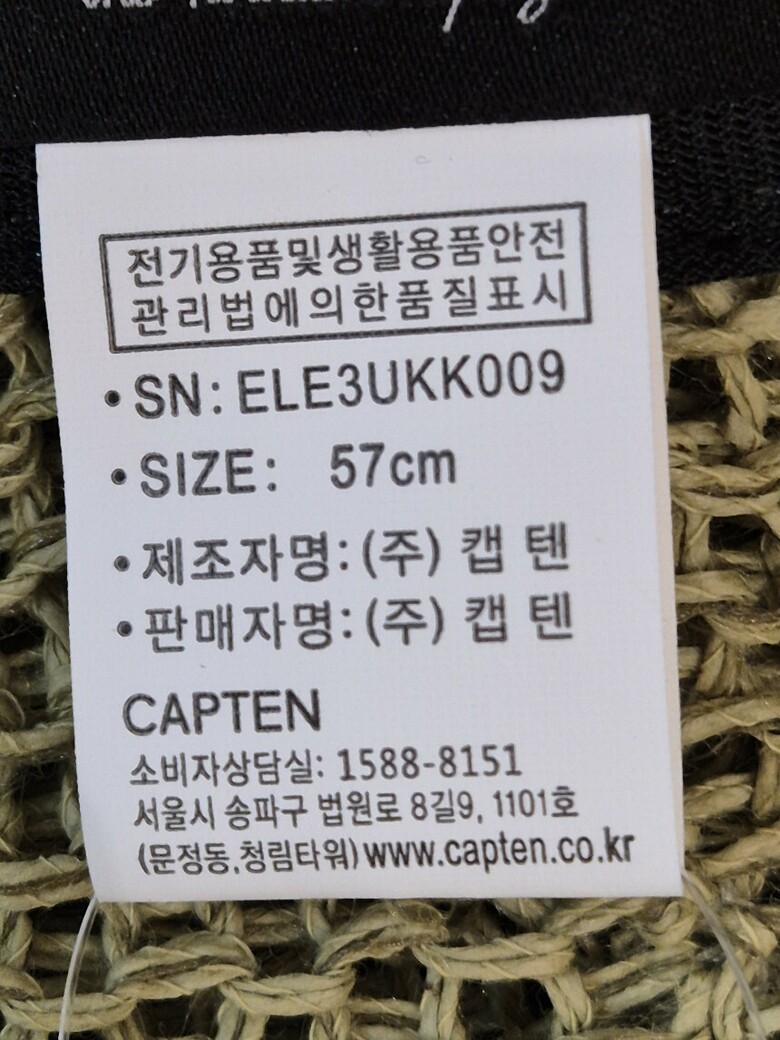 전기용품및생활용품안전
관리법에의한품질표시
•SN: ELE3UKK009
•SIZE: 57cm
•제조자명:(주) 캡텐
•판매자명:(주) 캡텐
CAPTEN
소비자상담실: 1588-8151
서울시 송파구 법원로 8길9, 1101호
(문정동,청림타워)www.capten.co.kr